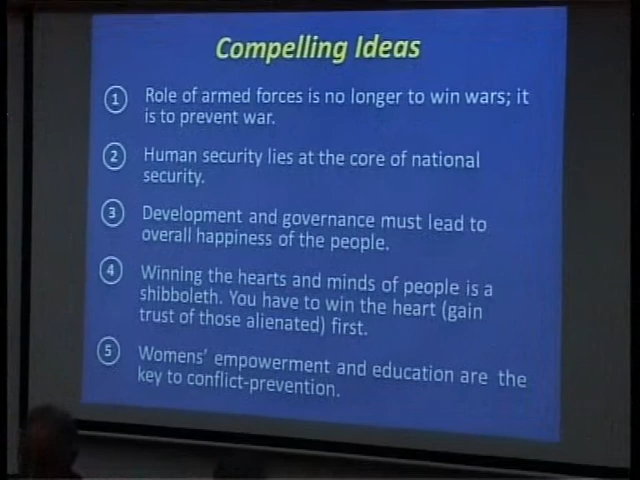 Compelling Ideas
1 Role of armed forces is no longer to win wars; it
is to prevent war.
2 Human security lies at the core of national
security.
3 Development and governance must lead to
overall happiness of the people.
4 Winning the hearts and minds of people is a
shibboleth. You have to win the heart (gain
trust of those alienated) first.
5 Womens' empowerment and education are the
key to conflict-prevention.